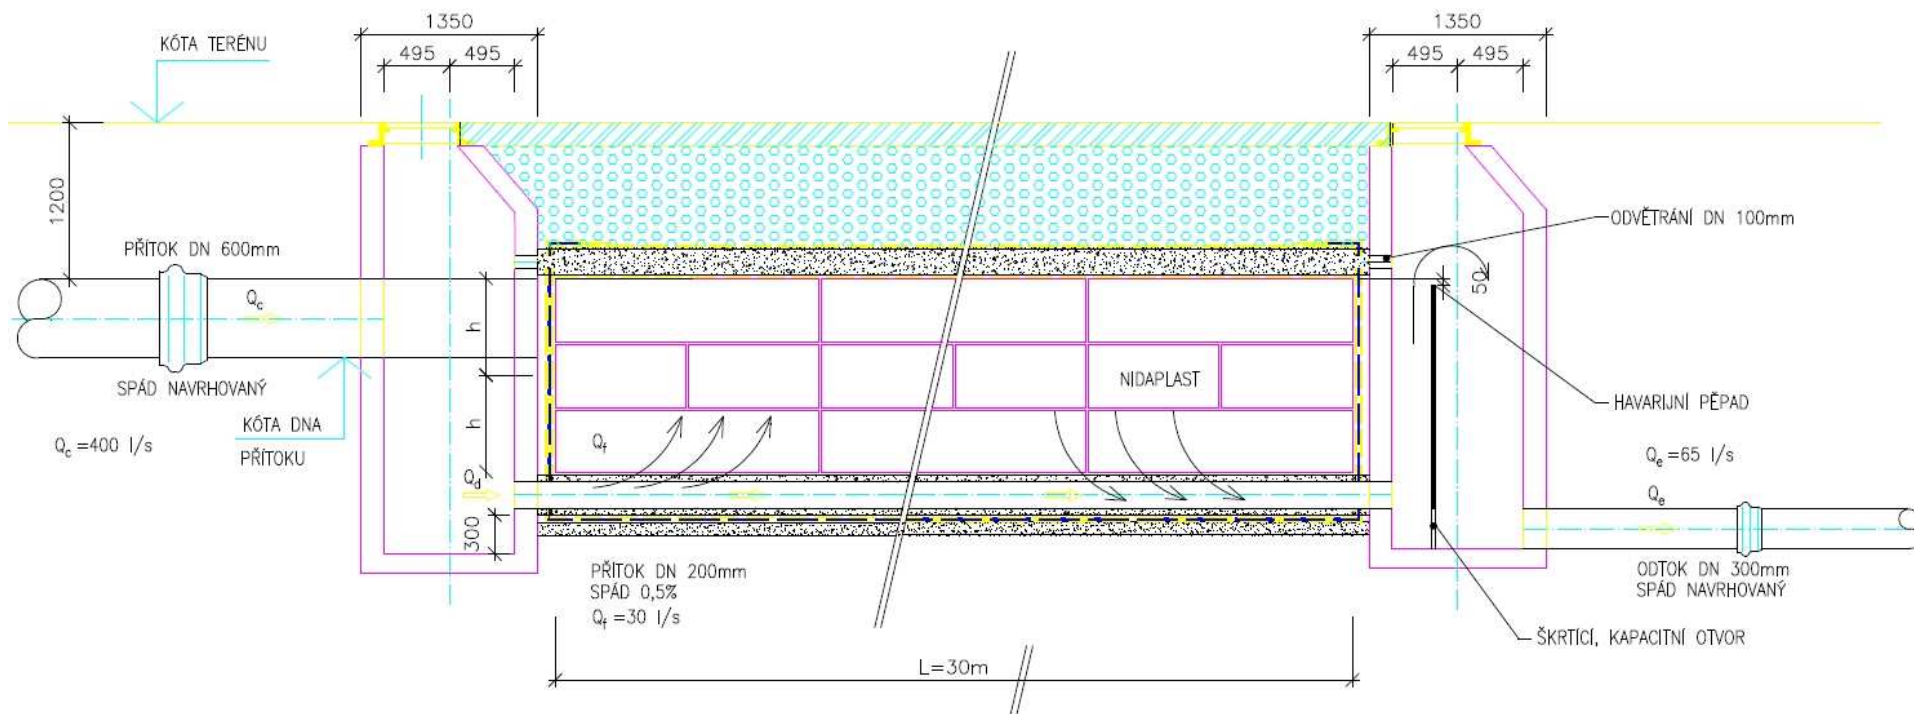 1350
1350
KÓTA TERÉNU
495
495
495
495
1200
ODVĚTRÁNÍ DN 100mm
PŘÍTOK DN 600mm
50
Qc
h
SPÁD NAVRHOVANÝ
NIDAPLAST
HAVARIJNÍ PĚPAD
KÓTA DNA
PŘÍTOKU
Qc =400 l/s
h
Qf
Qe =65 l/s
Qd
Qe
300
PŘÍTOK DN 200mm
SPÁD 0,5%
Qf =30 l/s
ODTOK DN 300mm
SPÁD NAVRHOVANÝ
ŠKRTÍCÍ, KAPACITNÍ OTVOR
L=30m